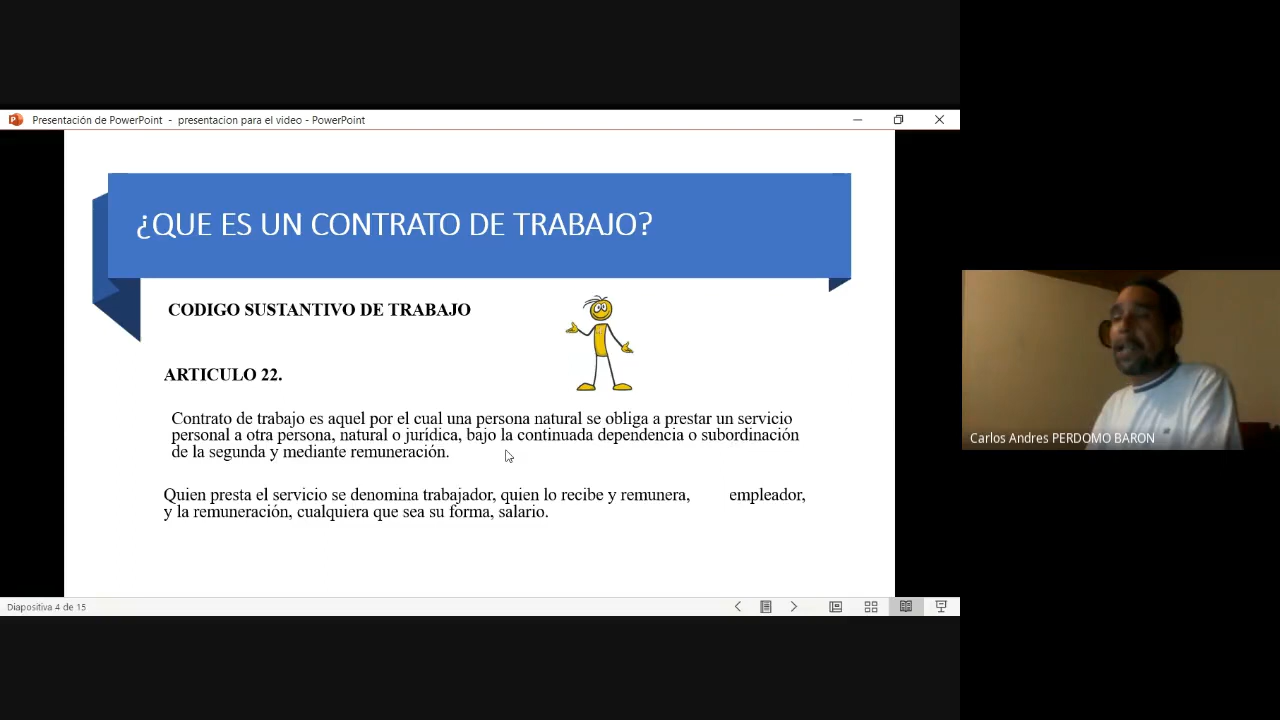 Presentación de PowerPoint - presentacion para el video - PowerPoint
¿QUE ES UN CONTRATO DE TRABAJO?
CODIGO SUSTANTIVO DE TRABAJO
ARTICULO 22.
Contrato de trabajo es aquel por el cual una persona natural se obliga a prestar un servicio
personal a otra persona, natural o jurídica, bajo la continuada dependencia o subordinación
de la segunda y mediante remuneración.
Quien presta el servicio se denomina trabajador, quien lo recibe y remunera, empleador,
y la remuneración, cualquiera que sea su forma, salario.
Diapositiva 4 de 15
Carlos Andres PERDOMO BARON